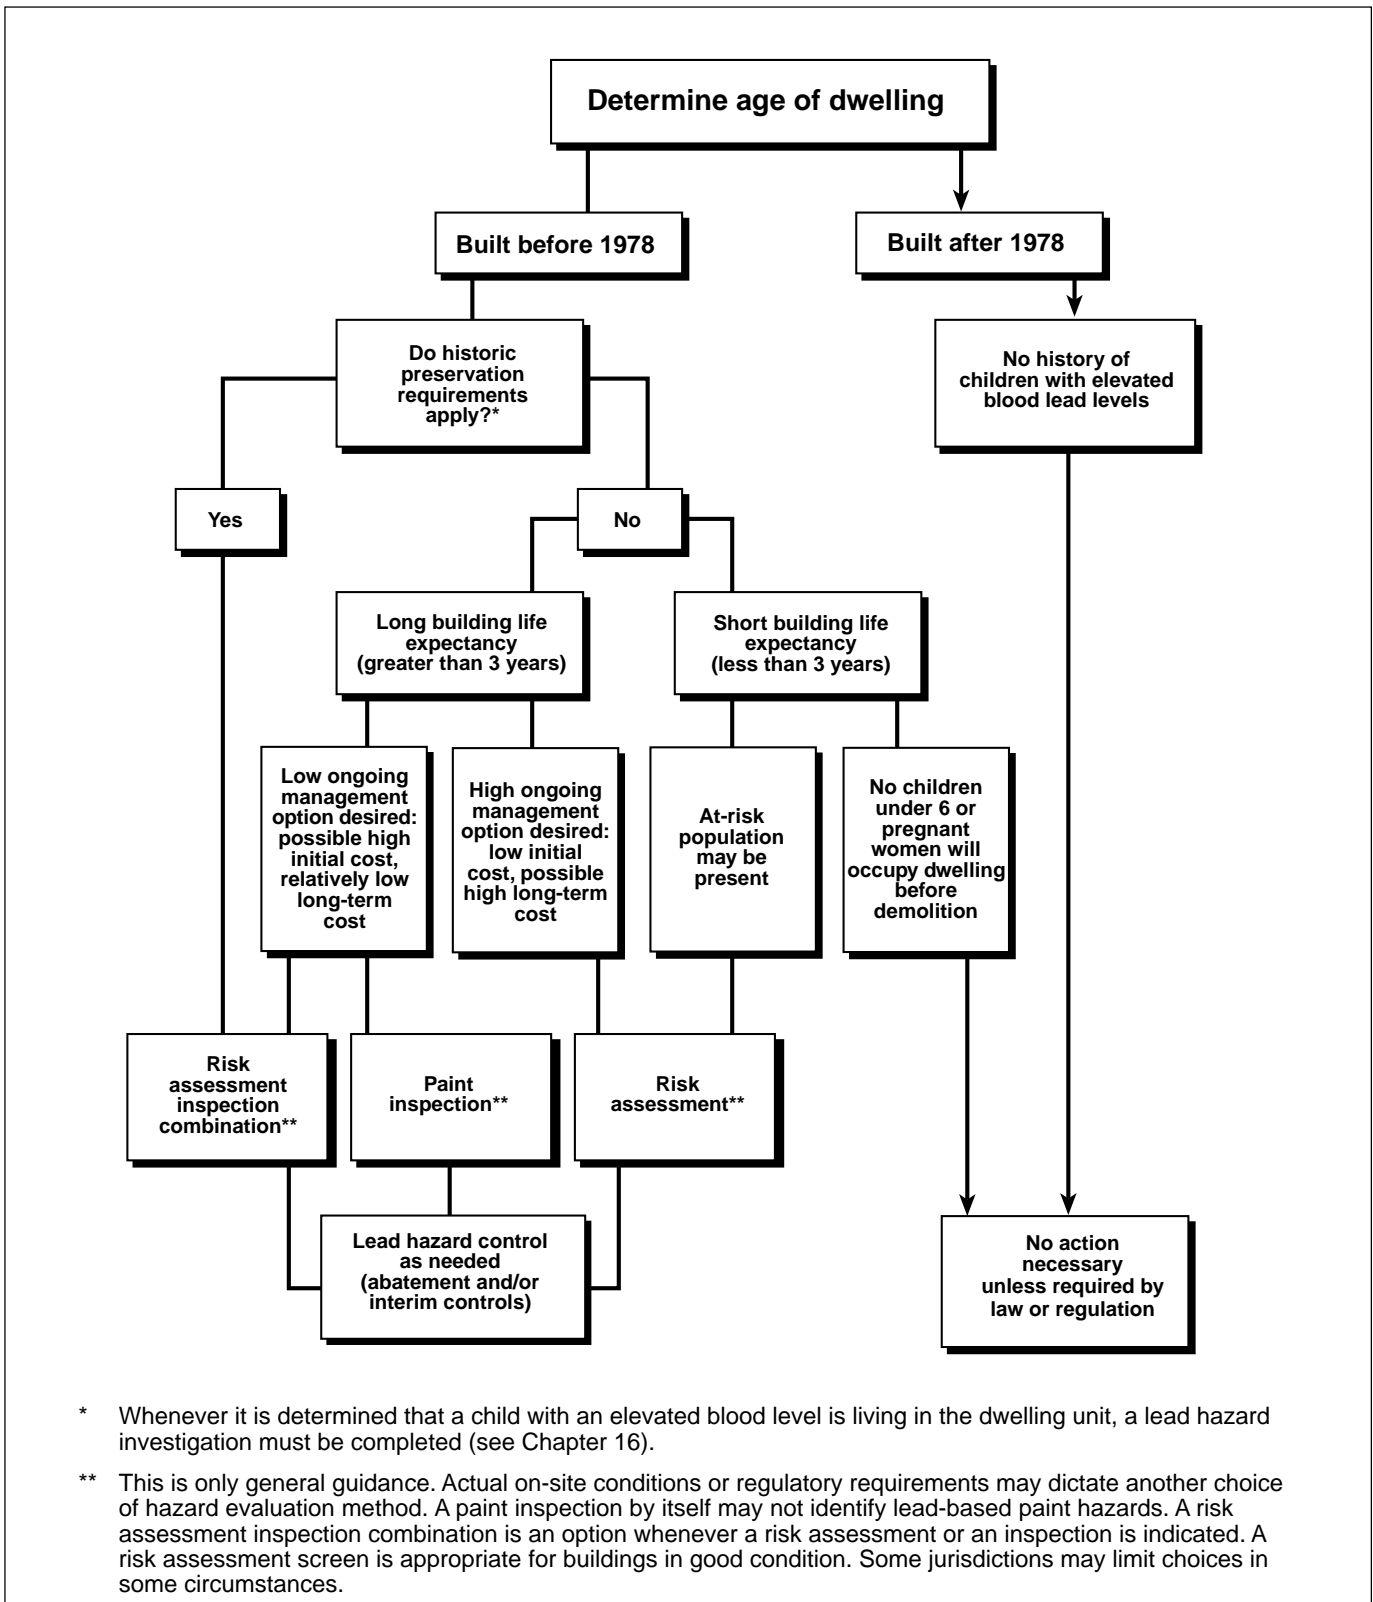 Determine age of dwelling
Built before 1978
Built after 1978
Do historic
preservation
requirements
apply?*
No history of
children with elevated
blood lead levels
Yes
No
Long building life
expectancy
(greater than 3 years)
Short building life
expectancy
(less than 3 years)
Low ongoing
management
option desired:
possible high
initial cost,
relatively low
long-term
cost
High ongoing
management
option desired:
low initial
cost, possible
high long-term
cost
At-risk
population
may be
present
No children
under 6 or
pregnant
women will
occupy dwelling
before
demolition
Risk
assessment
inspection
combination**
Paint
inspection**
Risk
assessment**
Lead hazard control
as needed
(abatement and/or
interim controls)
No action
necessary
unless required by
law or regulation
* Whenever it is determined that a child with an elevated blood level is living in the dwelling unit, a lead hazard
investigation must be completed (see Chapter 16).
** This is only general guidance. Actual on-site conditions or regulatory requirements may dictate another choice
of hazard evaluation method. A paint inspection by itself may not identify lead-based paint hazards. A risk
assessment inspection combination is an option whenever a risk assessment or an inspection is indicated. A
risk assessment screen is appropriate for buildings in good condition. Some jurisdictions may limit choices in
some circumstances.